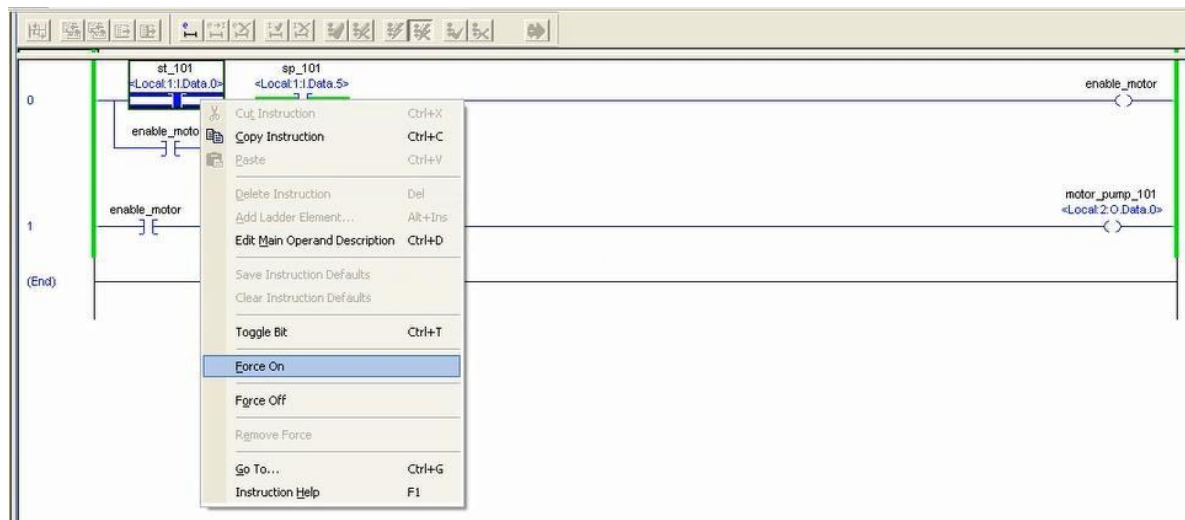 st_101
<Local:1:I.Data.0>
sp_101
<Local:1:I.Data.5>
enable_motor
0
enable_moto
Cut Instruction Ctrl+X
Copy Instruction Ctrl+C
Paste Ctrl+V
Delete Instruction Del
Add Ladder Element... Alt+Ins
Edit Main Operand Description Ctrl+D
Save Instruction Defaults
Clear Instruction Defaults
Toggle Bit Ctrl+T
Force On
Force Off
Remove Force
Go To... Ctrl+G
Instruction Help F1
enable_motor
1
motor_pump_101
<Local:2:O.Data.0>
(End)